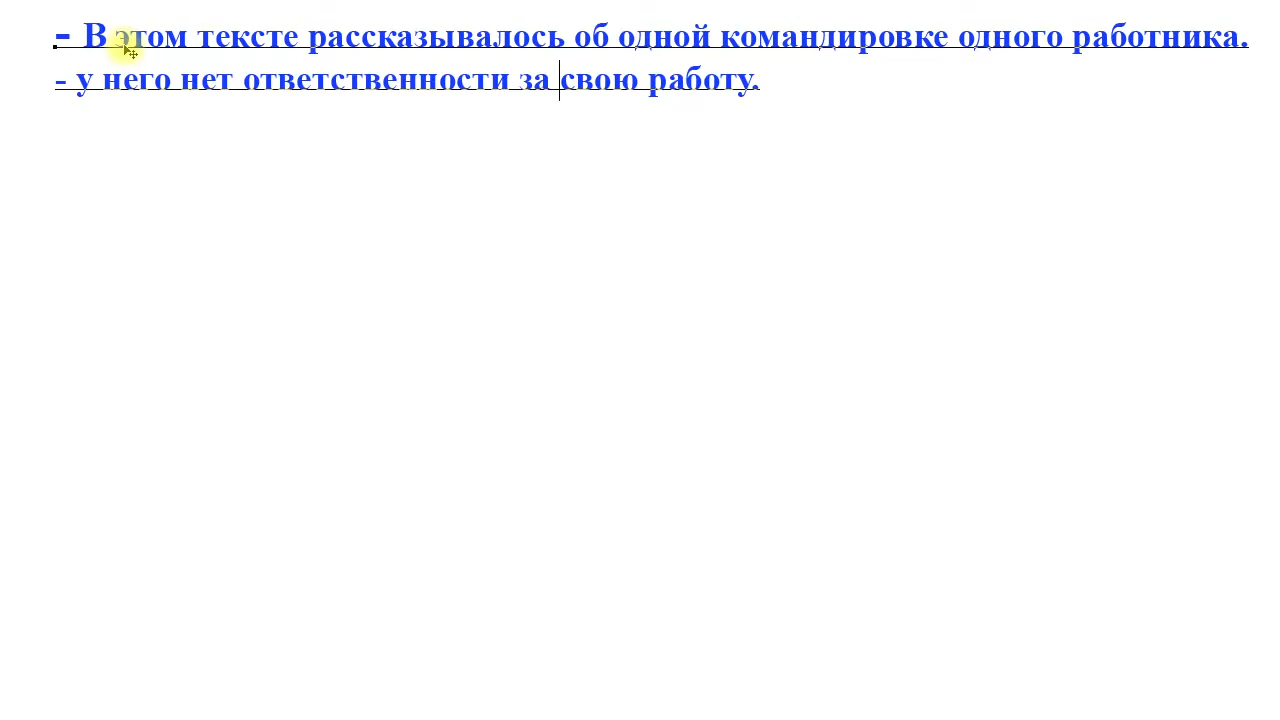 - В этом тексте рассказывалось об одной командировке одного работника.
- у него нет ответственности за свою работу.